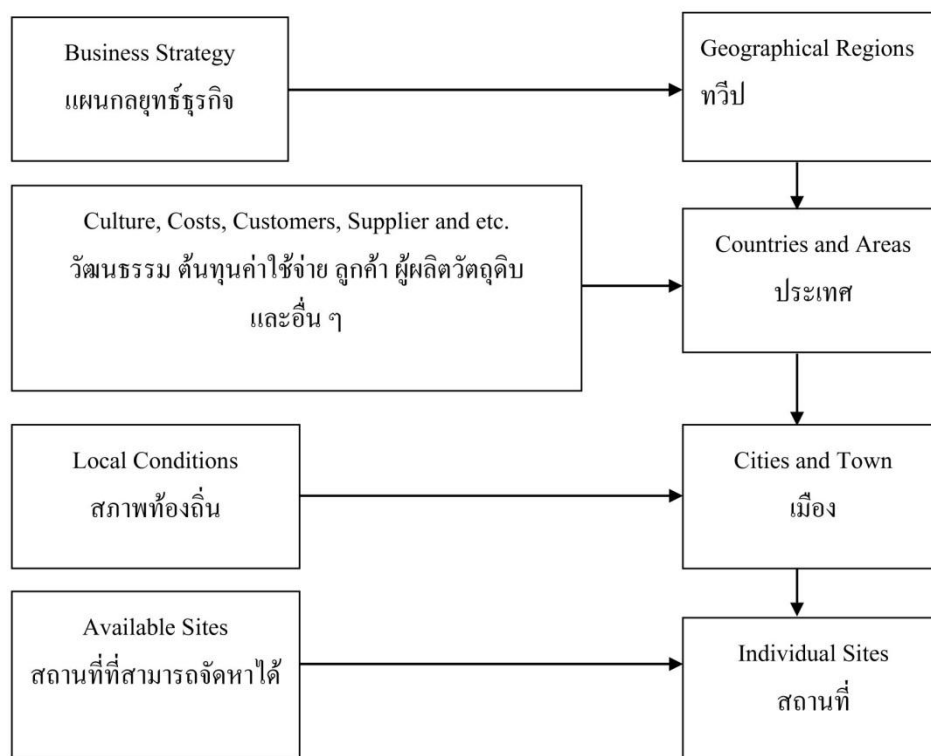 Business Strategy
แผนกลยุทธ์ธุรกิจ
Geographical Regions
ทวีป
Culture, Costs, Customers, Supplier and etc.
วัฒนธรรม ต้นทุนค่าใช้จ่าย ลูกค้า ผู้ผลิตวัตถุดิบ
และอื่น ๆ
Countries and Areas
ประเทศ
Local Conditions
สภาพท้องถิ่น
Cities and Town
เมือง
Available Sites
สถานที่ที่สามารถจัดหาได้
Individual Sites
สถานที่